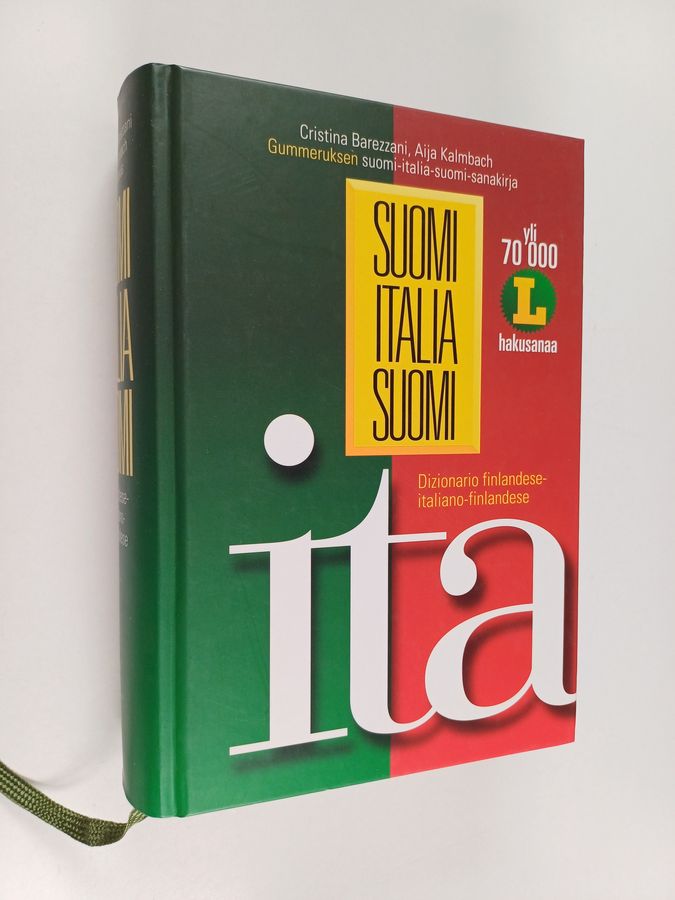 Cristina Barezzani, Aija Kalmbach
Gummeruksen suomi-italia-suomi-sanakirja
SUOMI
ITALIA
SUOMI
yli
70 000
L
hakusanaa
Dizionario finlandese-
italiano-finlandese
ita